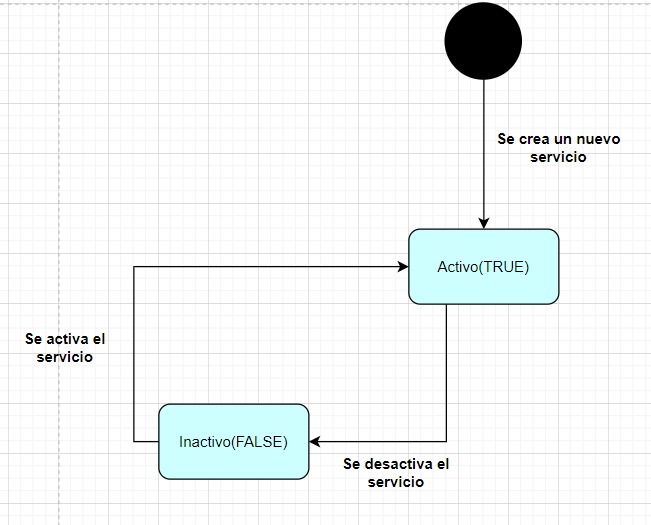 Se crea un nuevo
servicio
Activo(TRUE)
Se activa el
servicio
Inactivo(FALSE)
Se desactiva el
servicio